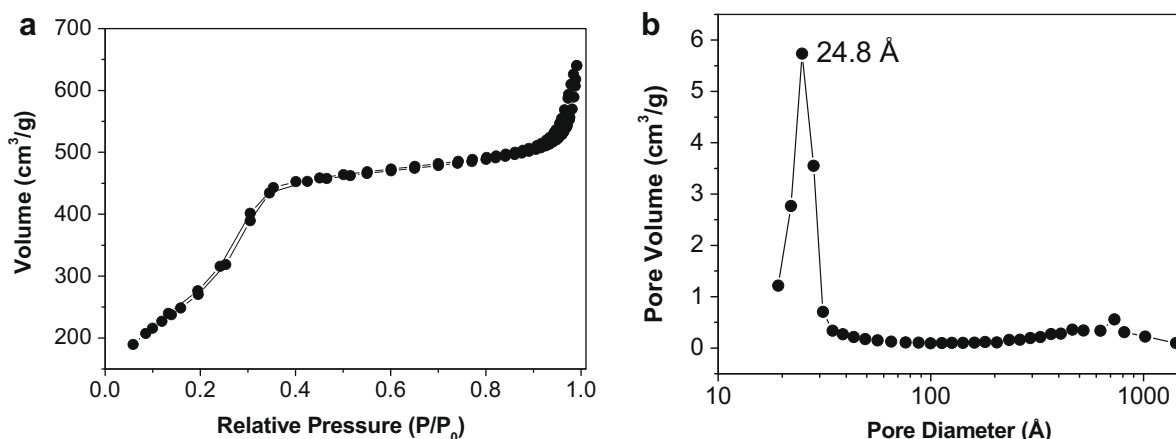 a
Volume (cm³/g)
700
600
500
400
300
200
0.0 0.2 0.4 0.6 0.8 1.0
Relative Pressure (P/P₀)
b
Pore Volume (cm³/g)
6
5
4
3
2
1
0
24.8 Å
10 100 1000
Pore Diameter (Å)